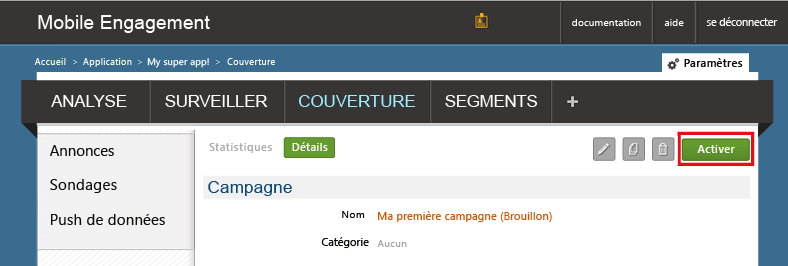 Mobile Engagement
documentation
aide
se déconnecter
Accueil > Application > My super app! > Couverture
Paramètres
ANALYSE
SURVEILLER
COUVERTURE
SEGMENTS
+
Annonces
Sondages
Push de données
Statistiques
Détails
Activer
Campagne
Nom Ma première campagne (Brouillon)
Catégorie Aucun